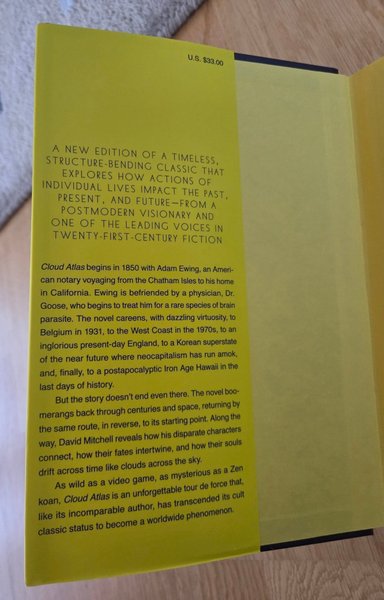 U.S. $33.00
A NEW EDITION OF A TIMELESS,
STRUCTURE-BENDING CLASSIC THAT
EXPLORES HOW ACTIONS OF
INDIVIDUAL LIVES IMPACT THE PAST,
PRESENT, AND FUTURE—FROM A
POSTMODERN VISIONARY AND
ONE OF THE LEADING VOICES IN
TWENTY-FIRST-CENTURY FICTION
Cloud Atlas begins in 1850 with Adam Ewing, an Ameri-
can notary voyaging from the Chatham Isles to his home
in California. Ewing is befriended by a physician, Dr.
Goose, who begins to treat him for a rare species of brain
parasite. The novel careens, with dazzling virtuosity, to
Belgium in 1931, to the West Coast in the 1970s, to an
inglorious present-day England, to a Korean superstate
of the near future where neocapitalism has run amok,
and, finally, to a postapocalyptic Iron Age Hawaii in the
last days of history.
But the story doesn't end even there. The novel boo-
merangs back through centuries and space, returning by
the same route, in reverse, to its starting point. Along the
way, David Mitchell reveals how his disparate characters
connect, how their fates intertwine, and how their souls
drift across time like clouds across the sky.
As wild as a video game, as mysterious as a Zen
koan, Cloud Atlas is an unforgettable tour de force that,
like its incomparable author, has transcended its cult
classic status to become a worldwide phenomenon.